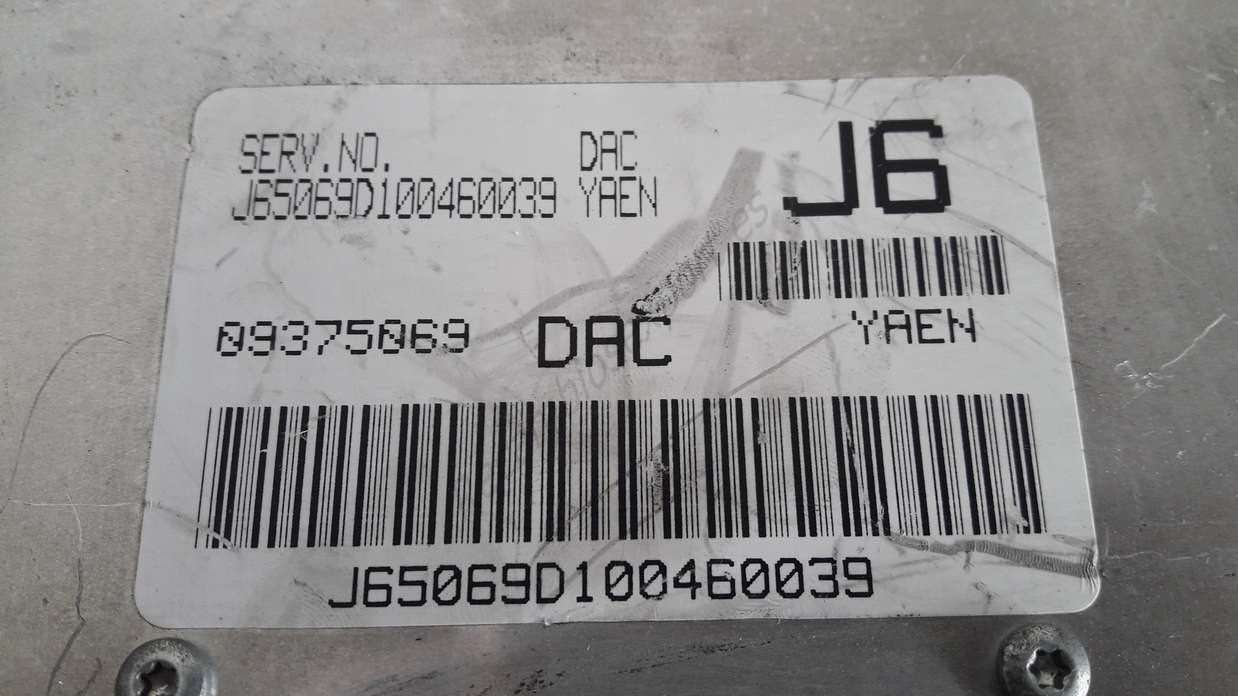 SERV.NO. DAC
J65069D100460039 YAEN
J6
09375069 DAC YAEN
J65069D100460039